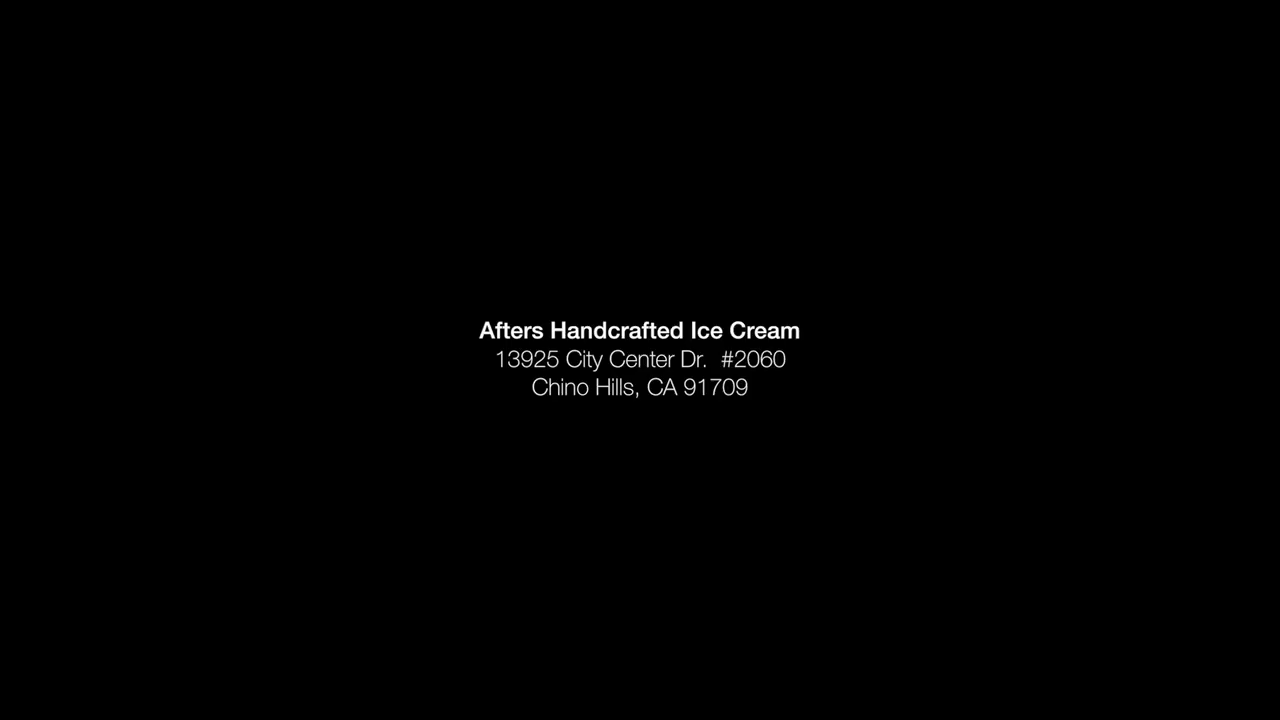 Afters Handcrafted Ice Cream
13925 City Center Dr.  #2060
Chino Hills, CA 91709